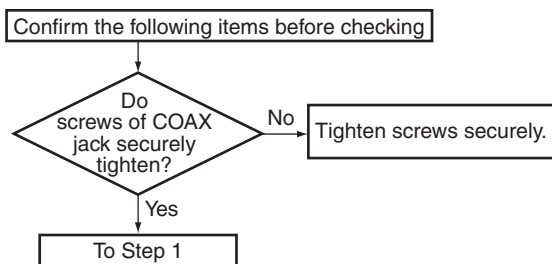 Confirm the following items before checking
Do
screws of COAX
jack securely
tighten?
No
Tighten screws securely.
Yes
To Step 1